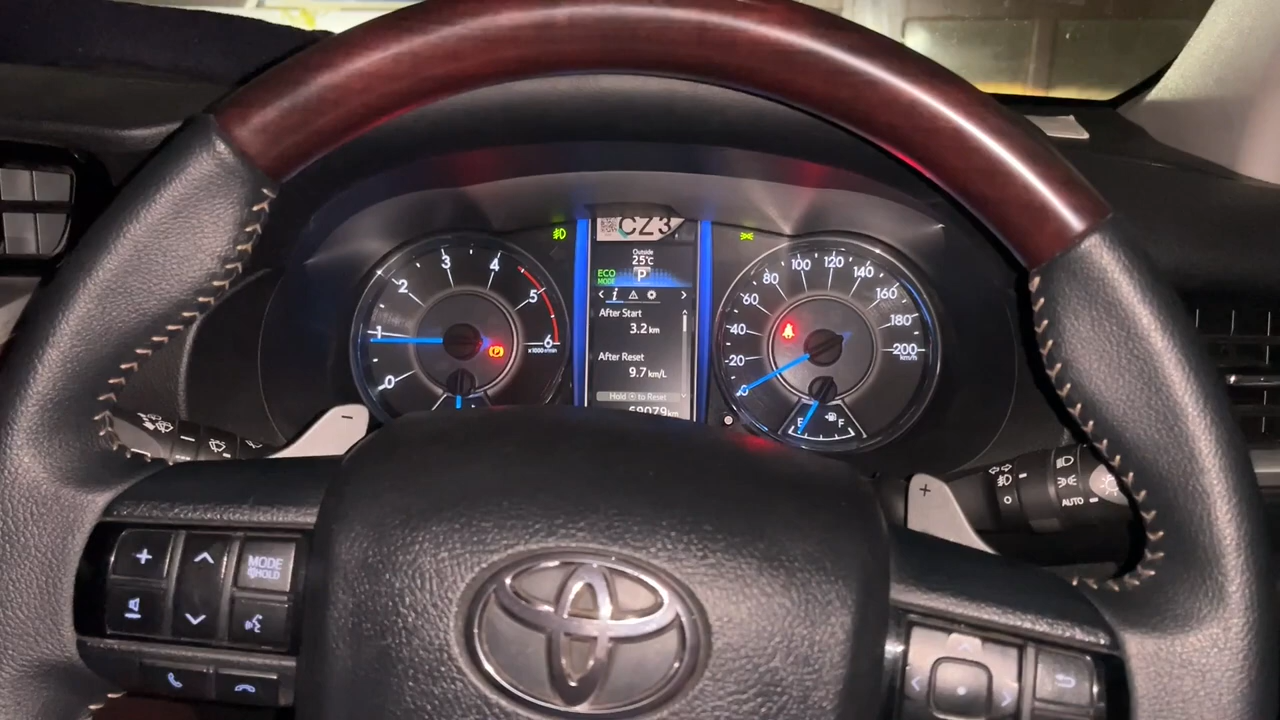 CZ3
Outside
25℃
ECO
MODE
P
After Start
3.2 km
After Reset
9.7 km/L
Hold to Reset
69079km
0
1
2
3
4
5
6
x1000r/min
0
20
40
60
80
100
120
140
160
180
200
km/h
E
F
P
−
+
AUTO
+
MODE
HOLD